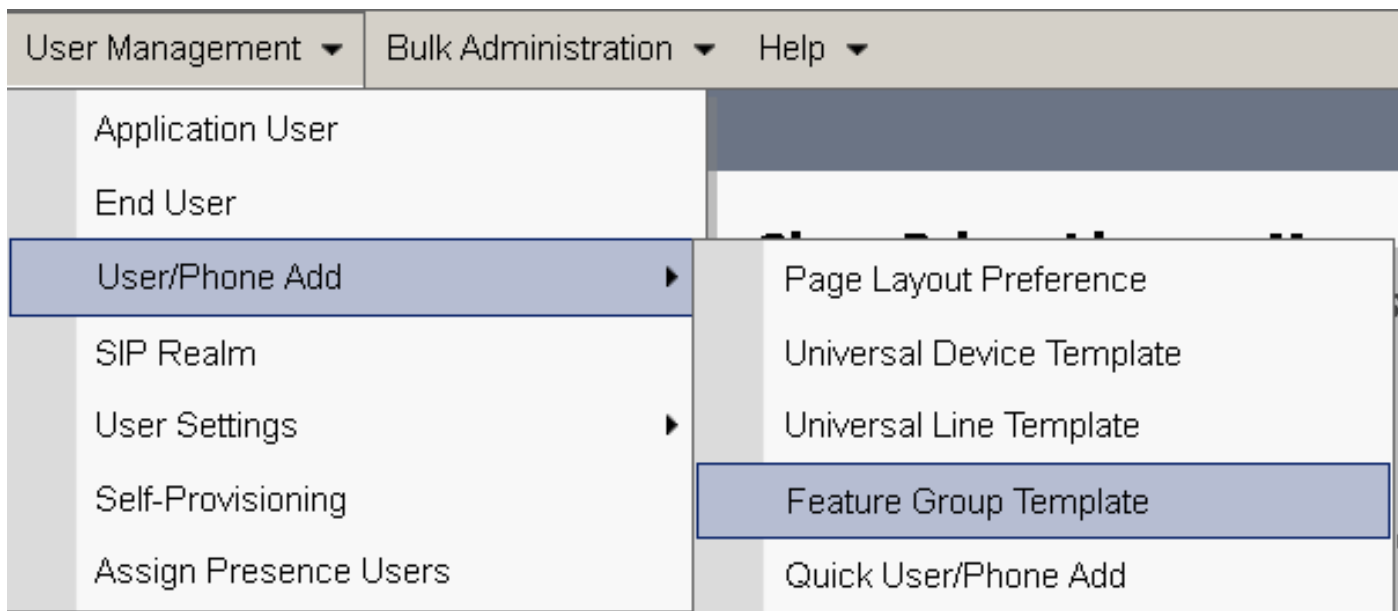 User Management Bulk Administration Help
Application User
End User
User/Phone Add
SIP Realm
User Settings
Self-Provisioning
Assign Presence Users
Page Layout Preference
Universal Device Template
Universal Line Template
Feature Group Template
Quick User/Phone Add